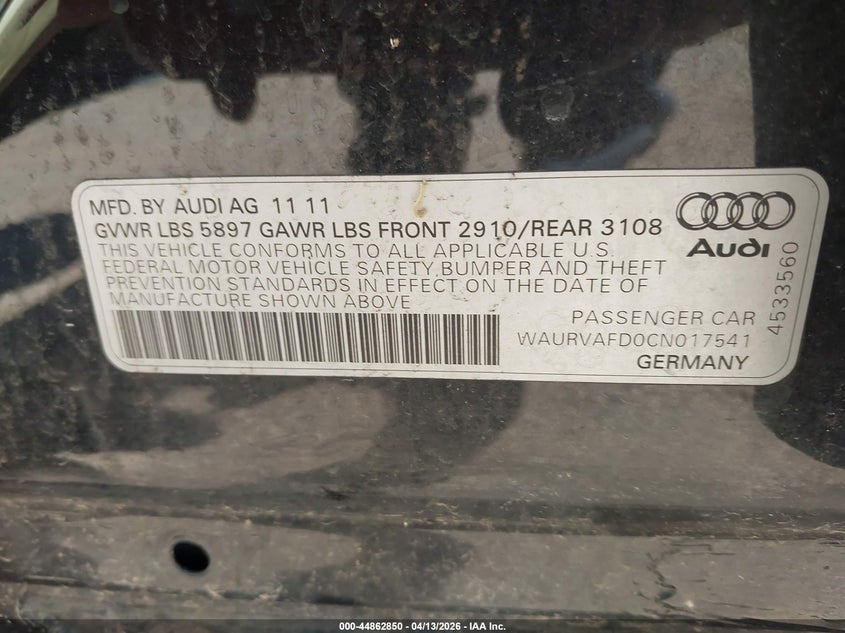 MFD. BY AUDI AG 11 11
GVWR LBS 5897 GAWR LBS FRONT 2910/REAR 3108
THIS VEHICLE CONFORMS TO ALL APPLICABLE U.S.
FEDERAL MOTOR VEHICLE SAFETY, BUMPER AND THEFT
PREVENTION STANDARDS IN EFFECT ON THE DATE OF
MANUFACTURE SHOWN ABOVE
Audi
4533560
PASSENGER CAR
WAURVAFD0CN017541
GERMANY
000-44862850 - 04/13/2026 - IAA Inc.